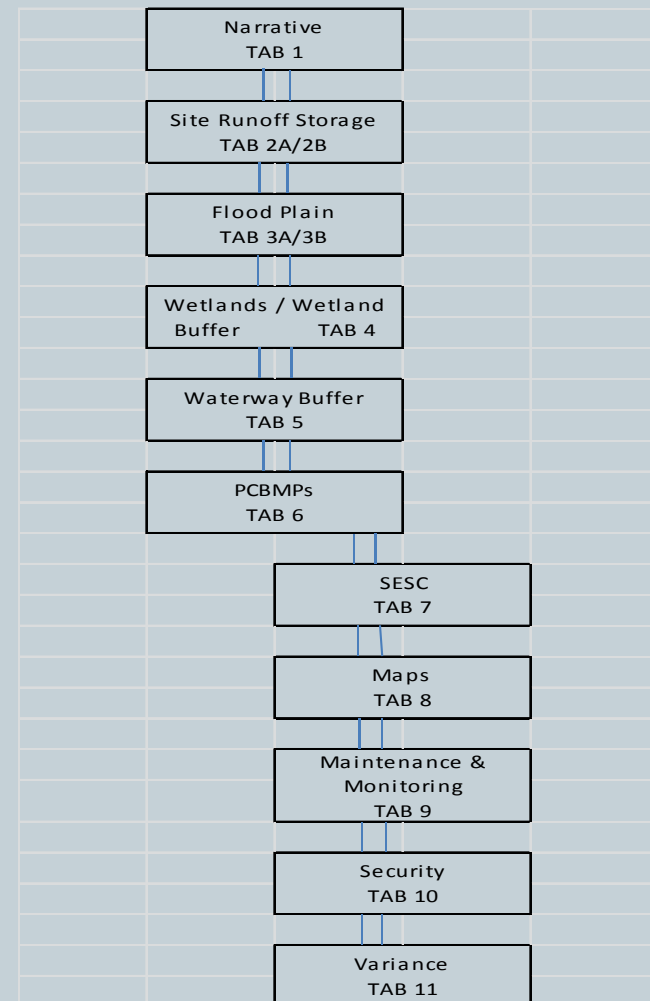 Narrative
TAB 1
Site Runoff Storage
TAB 2A/2B
Flood Plain
TAB 3A/3B
Wetlands / Wetland
Buffer TAB 4
Waterway Buffer
TAB 5
PCBMPs
TAB 6
SESC
TAB 7
Maps
TAB 8
Maintenance &
Monitoring
TAB 9
Security
TAB 10
Variance
TAB 11